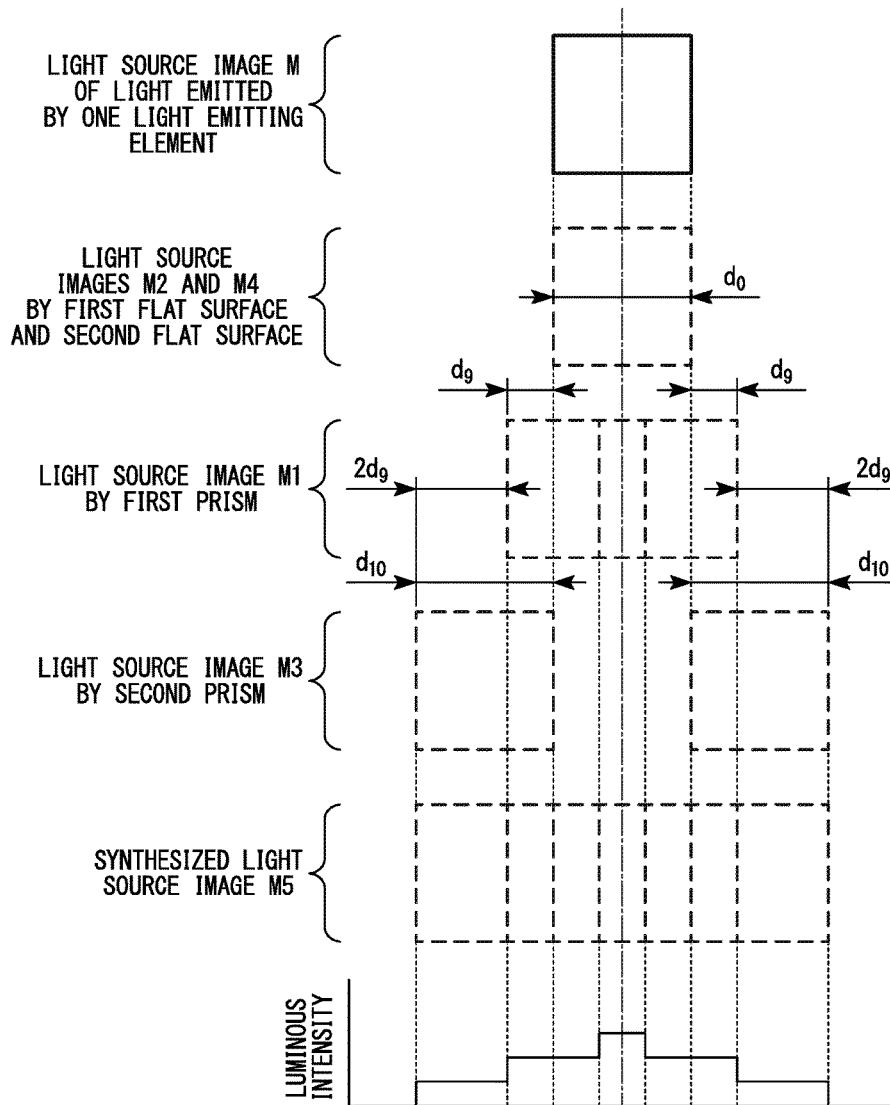 LIGHT SOURCE IMAGE M
OF LIGHT EMITTED
BY ONE LIGHT EMITTING
ELEMENT
LIGHT SOURCE
IMAGES M2 AND M4
BY FIRST FLAT SURFACE
AND SECOND FLAT SURFACE
d0
d9
d9
LIGHT SOURCE IMAGE M1
BY FIRST PRISM
2d9
2d9
d10
d10
LIGHT SOURCE IMAGE M3
BY SECOND PRISM
SYNTHESIZED LIGHT
SOURCE IMAGE M5
LUMINOUS
INTENSITY